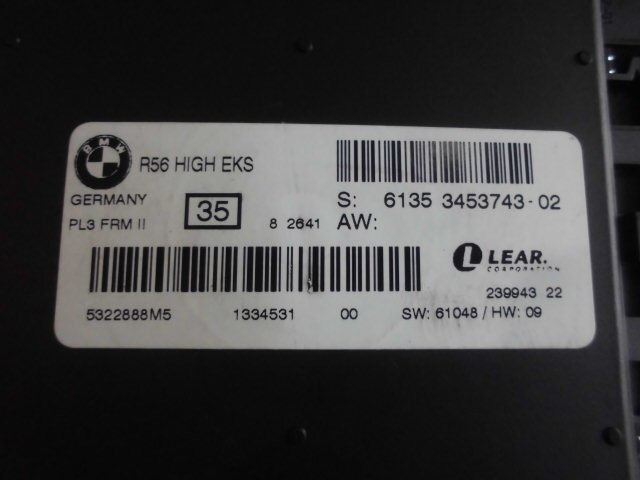 BMW
R56 HIGH EKS
GERMANY
PL3 FRM II
35
8 2641
S: 6135 3453743-02
AW:
LEAR.
CORPORATION
239943 22
5322888M5 1334531 00 SW: 61048 / HW: 09